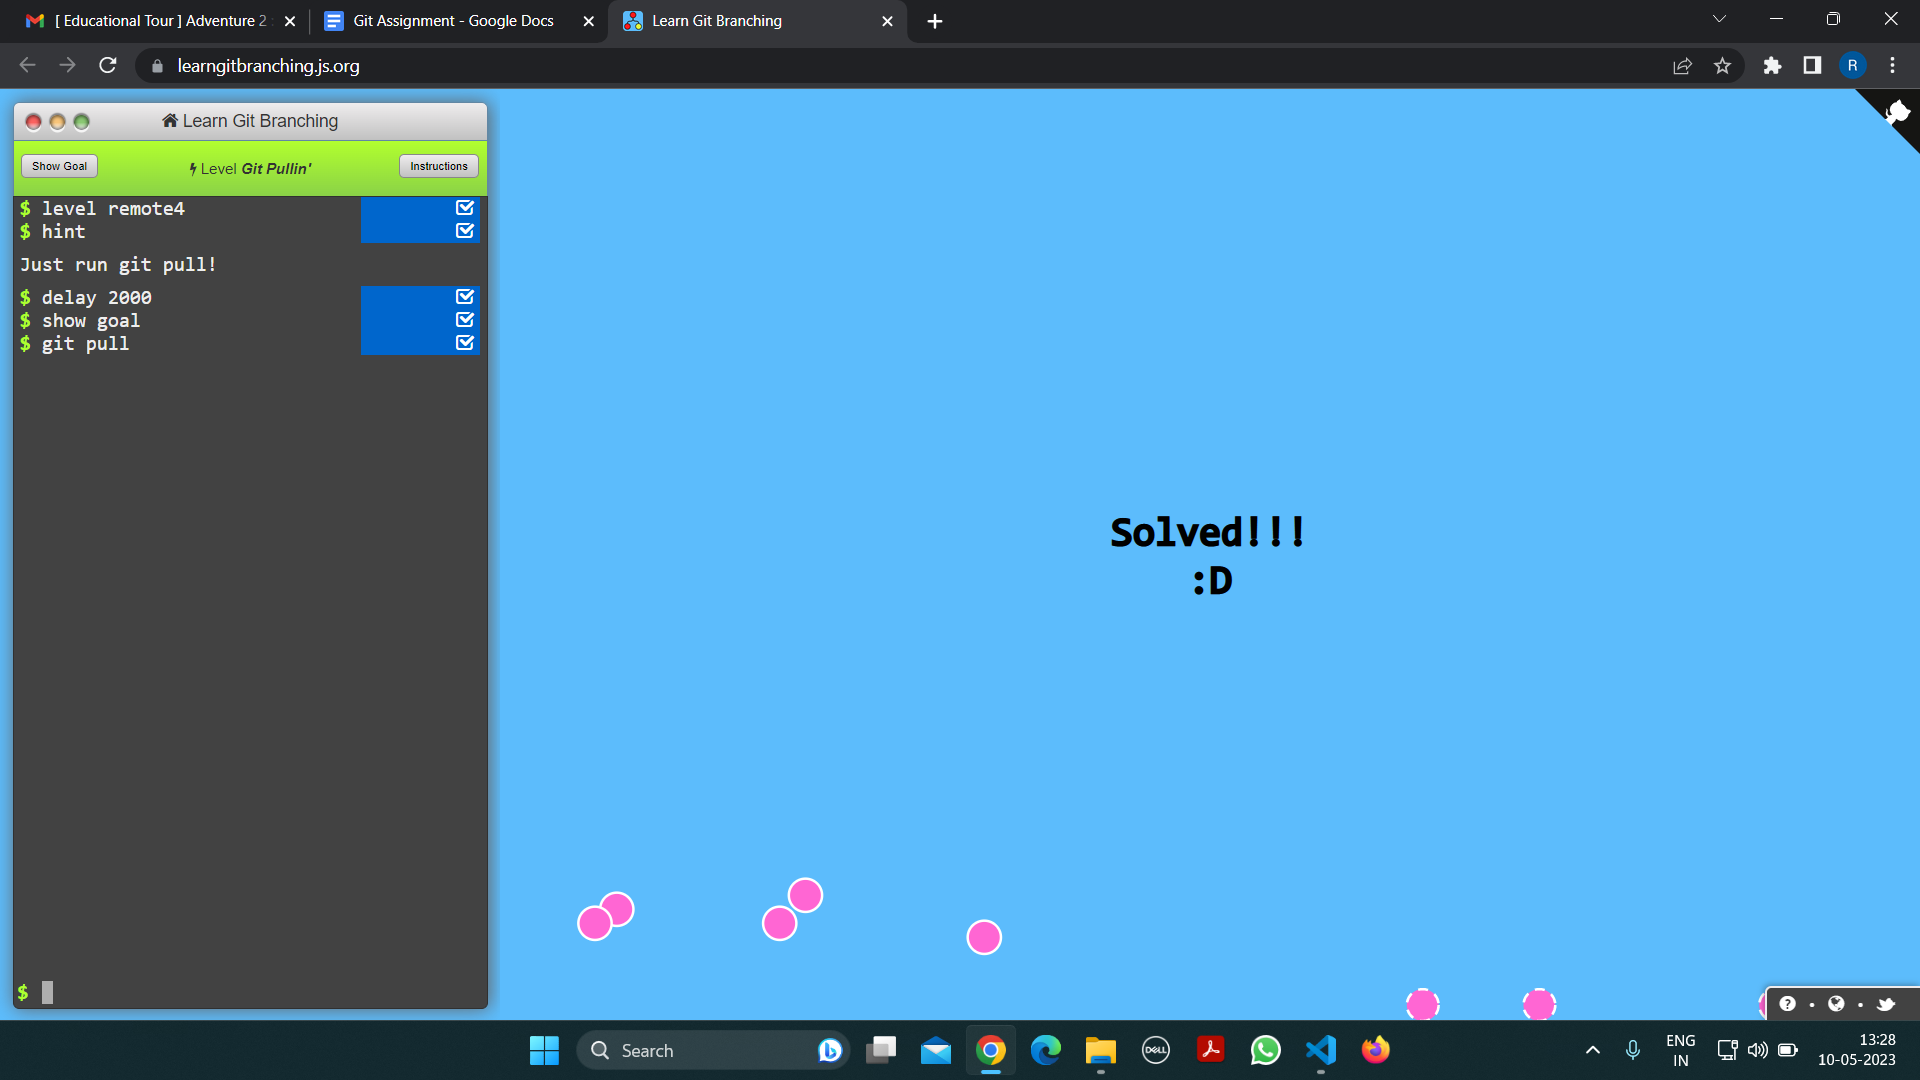 [ Educational Tour ] Adventure 2
Git Assignment - Google Docs
Learn Git Branching
learngitbranching.js.org
R
Learn Git Branching
Show Goal
Level Git Pullin'
Instructions
$ level remote4
$ hint
Just run git pull!
$ delay 2000
$ show goal
$ git pull
Solved!!!
:D
$
?
Search
DELL
ENG
IN
13:28
10-05-2023